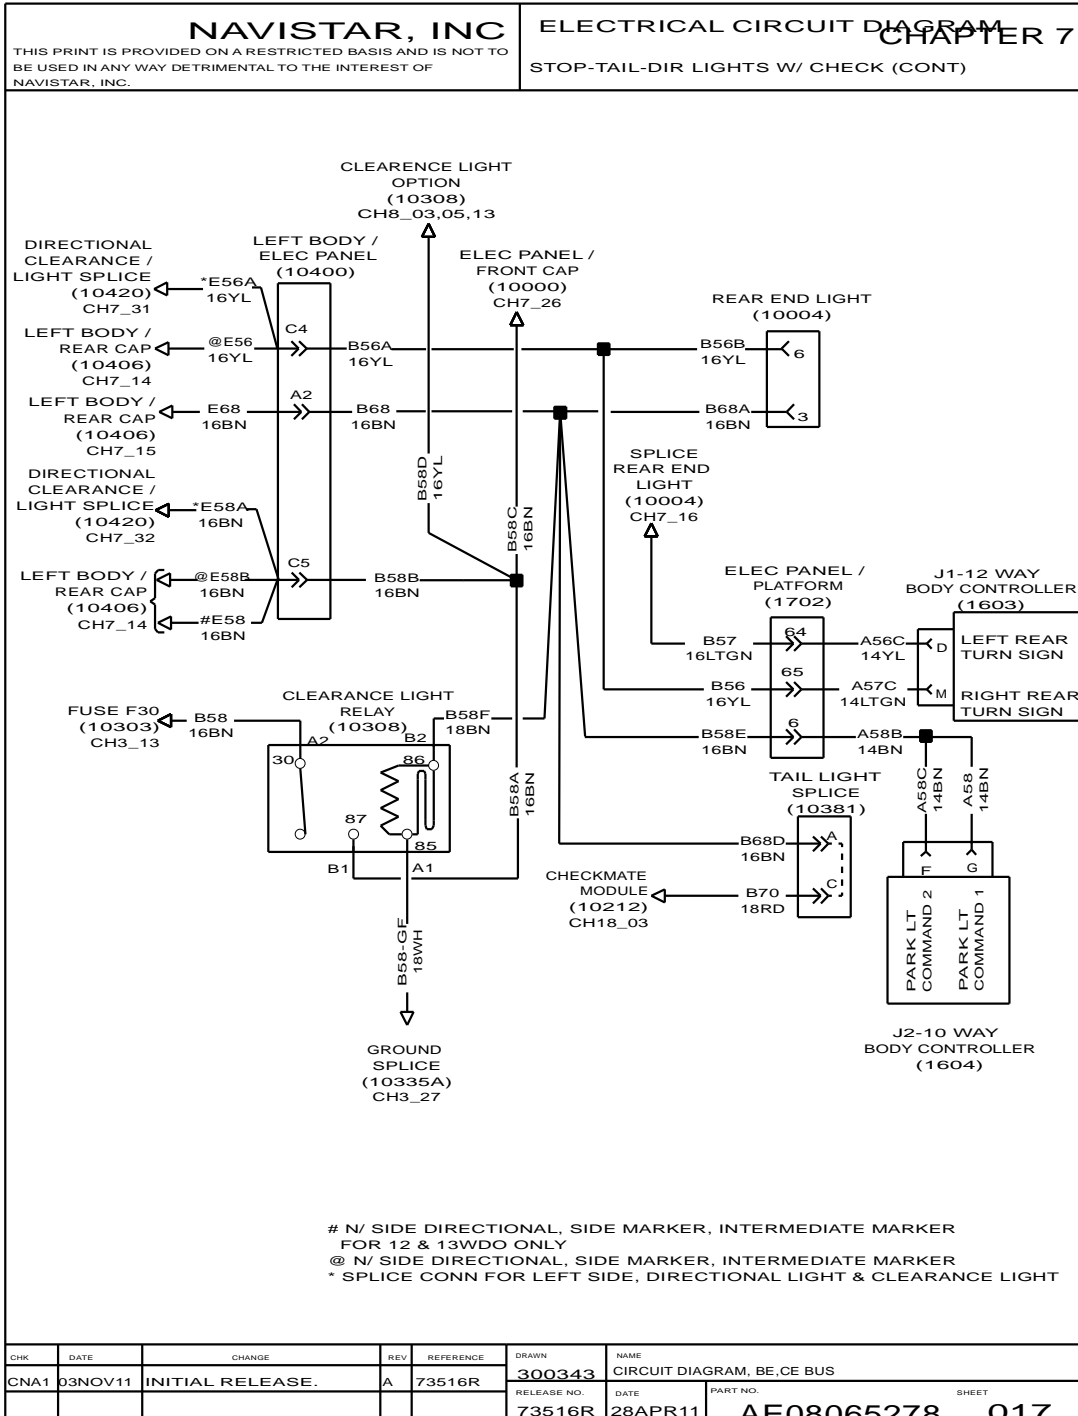 NAVISTAR, INC
THIS PRINT IS PROVIDED ON A RESTRICTED BASIS AND IS NOT TO
BE USED IN ANY WAY DETRIMENTAL TO THE INTEREST OF
NAVISTAR, INC.
ELECTRICAL CIRCUIT DIAGRAM
CHAPTER 7
STOP-TAIL-DIR LIGHTS W/ CHECK (CONT)
CLEARENCE LIGHT
OPTION
(10308)
CH8_03,05,13
DIRECTIONAL
CLEARANCE /
LIGHT SPLICE
(10420)
CH7_31
*E56A
16YL
LEFT BODY /
ELEC PANEL
(10400)
ELEC PANEL /
FRONT CAP
(10000)
CH7_26
REAR END LIGHT
(10004)
LEFT BODY /
REAR CAP
(10406)
CH7_14
@E56
16YL
C4
B56A
16YL
B56B
16YL
6
LEFT BODY /
REAR CAP
(10406)
CH7_15
E68
16BN
A2
B68
16BN
B68A
16BN
3
DIRECTIONAL
CLEARANCE /
LIGHT SPLICE
(10420)
CH7_32
*E58A
16BN
B58D
16YL
B58C
16BN
SPLICE
REAR END
LIGHT
(10004)
CH7_16
LEFT BODY /
REAR CAP
(10406)
CH7_14
@E58B
16BN
#E58
16BN
C5
B58B
16BN
ELEC PANEL /
PLATFORM
(1702)
J1-12 WAY
BODY CONTROLLER
(1603)
B57
16LTGN
64
A56C
14YL
D
LEFT REAR
TURN SIGN
B56
16YL
65
A57C
14LTGN
M
RIGHT REAR
TURN SIGN
B58E
16BN
6
A58B
14BN
FUSE F30
(10303)
CH3_13
B58
16BN
CLEARANCE LIGHT
RELAY
(10308)
A2
B2
B58F
18BN
30
86
87
85
B1
A1
B58A
16BN
A58C
14BN
A58
14BN
TAIL LIGHT
SPLICE
(10381)
B68D
16BN
A
CHECKMATE
MODULE
(10212)
CH18_03
B70
18RD
C
F
G
PARK LT
COMMAND 2
PARK LT
COMMAND 1
J2-10 WAY
BODY CONTROLLER
(1604)
B58-GF
18WH
GROUND
SPLICE
(10335A)
CH3_27
# N/ SIDE DIRECTIONAL, SIDE MARKER, INTERMEDIATE MARKER
FOR 12 & 13WDO ONLY
@ N/ SIDE DIRECTIONAL, SIDE MARKER, INTERMEDIATE MARKER
* SPLICE CONN FOR LEFT SIDE, DIRECTIONAL LIGHT & CLEARANCE LIGHT
CHK DATE CHANGE REV REFERENCE
CNA1 03NOV11 INITIAL RELEASE. A 73516R
DRAWN
300343
NAME
CIRCUIT DIAGRAM, BE,CE BUS
RELEASE NO.
73516R
DATE
28APR11
PART NO.
AE08065278
SHEET
017